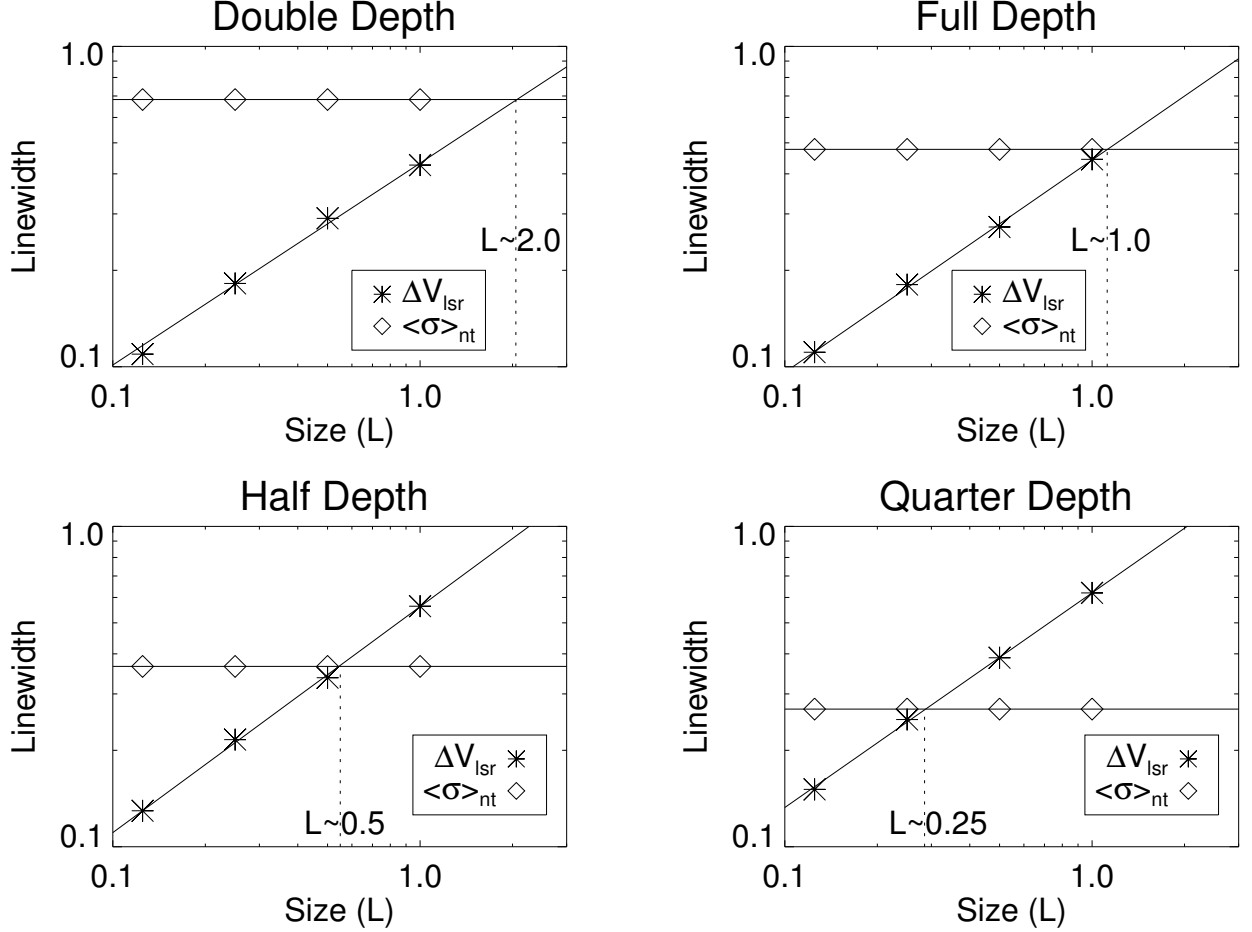 Double Depth
1.0
Linewidth
L~2.0
ΔV_lsr
<σ>_nt
0.1
0.1
1.0
Size (L)
Full Depth
1.0
Linewidth
L~1.0
ΔV_lsr
<σ>_nt
0.1
0.1
1.0
Size (L)
Half Depth
1.0
Linewidth
ΔV_lsr
<σ>_nt
L~0.5
0.1
0.1
1.0
Size (L)
Quarter Depth
1.0
Linewidth
ΔV_lsr
<σ>_nt
L~0.25
0.1
0.1
1.0
Size (L)